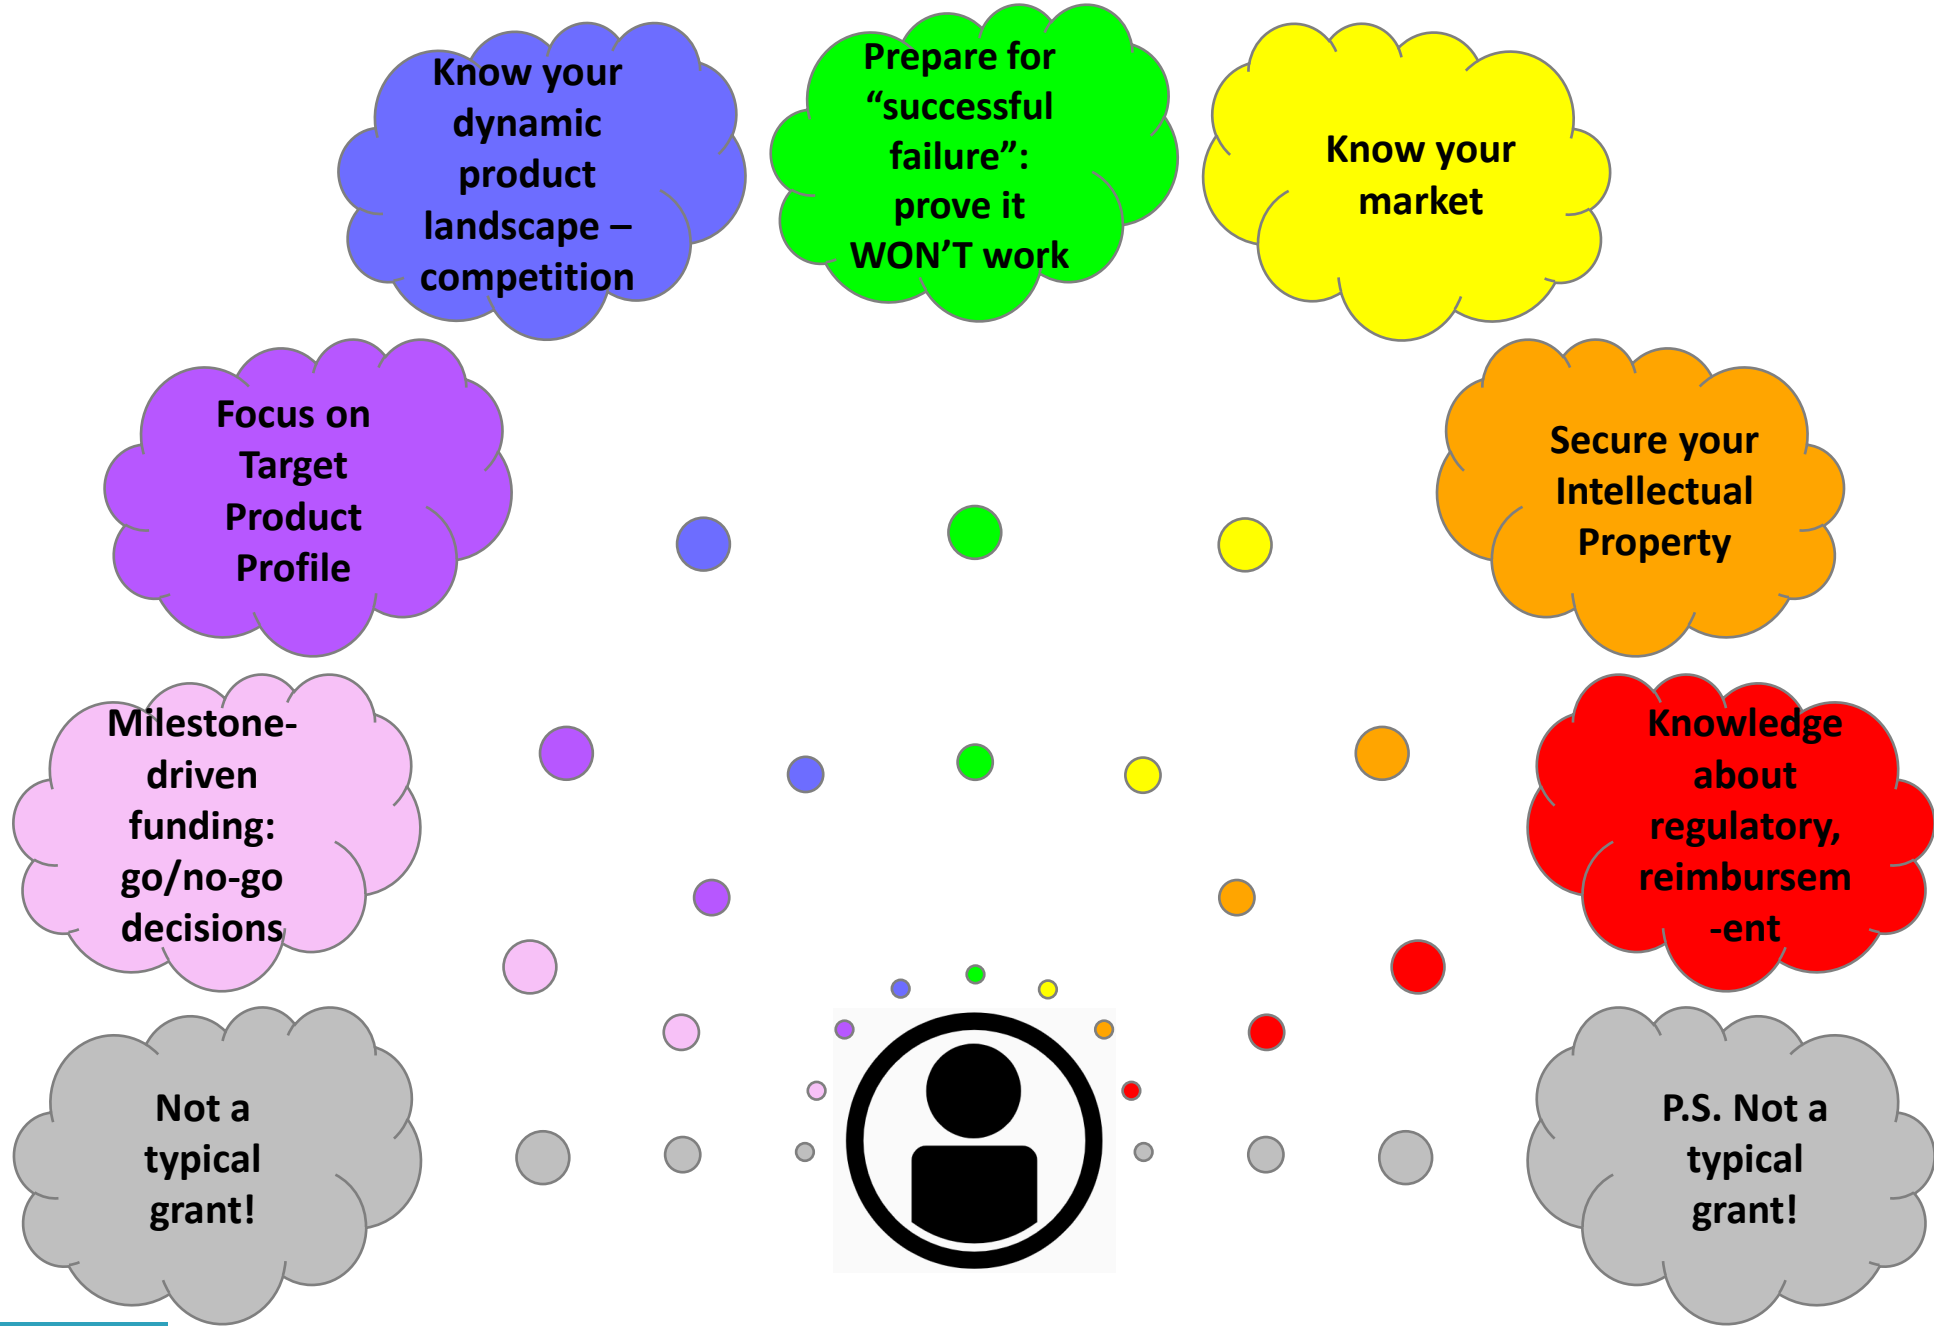 Know your
dynamic
product
landscape –
competition
Prepare for
“successful
failure”:
prove it
WON’T work
Know your
market
Focus on
Target
Product
Profile
Secure your
Intellectual
Property
Milestone-
driven
funding:
go/no-go
decisions
Knowledge
about
regulatory,
reimbursem
-ent
Not a
typical
grant!
P.S. Not a
typical
grant!